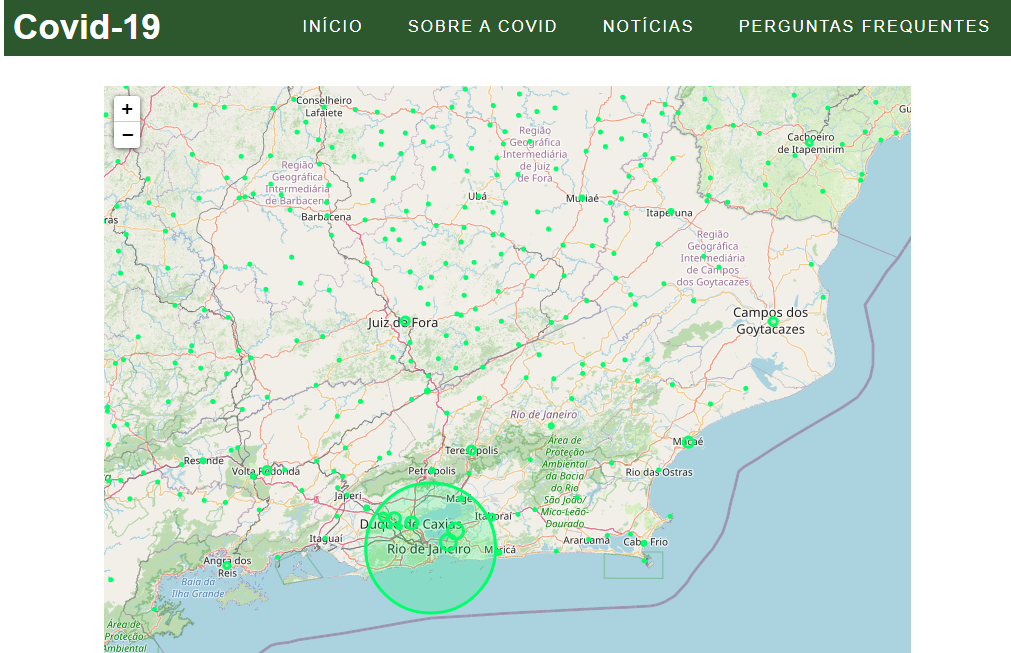 Covid-19
INÍCIO
SOBRE A COVID
NOTÍCIAS
PERGUNTAS FREQUENTES
+
−
Conselheiro
Lafaiete
Gu
Região
Geográfica
Intermediária
de Juiz
de Fora
Cachoeiro
de Itapemirim
Região
Geográfica
Intermediária
de Barbacena
Ubá
Muriaé
Barbacena
Itaperuna
ras
Região
Geográfica
Intermediária
de Campos
dos Goytacazes
Juiz de Fora
Campos dos
Goytacazes
Rio de Janeiro
Teresópolis
Macaé
Área de
Proteção
Ambiental
da Bacia
do Rio
São João/
Mico-Leão-
Dourado
Resende
Volta Redonda
Petrópolis
Rio das Ostras
Japeri
Magé
Duque de Caxias
Itaboraí
Itaguaí
Rio de Janeiro
Maricá
Araruama
Cabo Frio
Angra dos
Reis
Baía da
Ilha Grande
Área de
Proteção
Ambiental